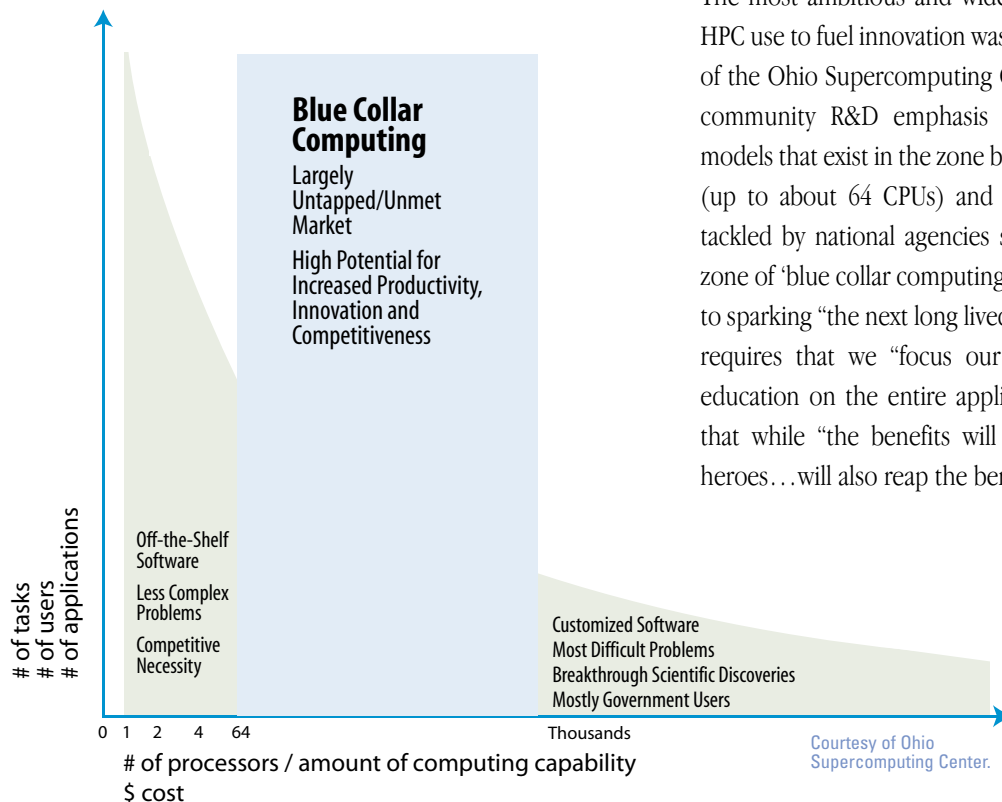 The most ambitious and wide
HPC use to fuel innovation was
of the Ohio Supercomputing C
community R&D emphasis
models that exist in the zone b
(up to about 64 CPUs) and
tackled by national agencies s
zone of ‘blue collar computing
to sparking “the next long lived
requires that we “focus our
education on the entire appli
that while “the benefits will
heroes…will also reap the ben
Blue Collar
Computing
Largely
Untapped/Unmet
Market
High Potential for
Increased Productivity,
Innovation and
Competitiveness
# of tasks
# of users
# of applications
Off-the-Shelf
Software
Less Complex
Problems
Competitive
Necessity
Customized Software
Most Difficult Problems
Breakthrough Scientific Discoveries
Mostly Government Users
0 1 2 4 64 Thousands
# of processors / amount of computing capability
$ cost
Courtesy of Ohio
Supercomputing Center.